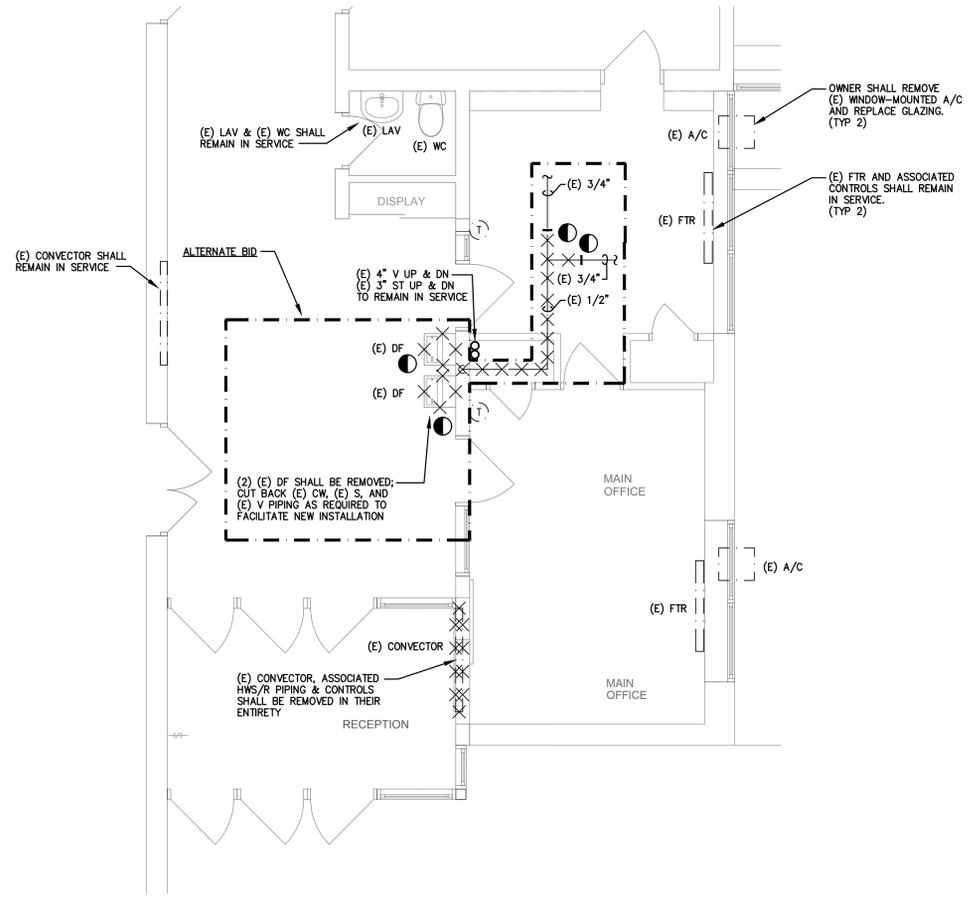 OWNER SHALL REMOVE
(E) WINDOW-MOUNTED A/C
AND REPLACE GLAZING.
(TYP 2)
(E) A/C
(E) LAV & (E) WC SHALL
REMAIN IN SERVICE
(E) LAV
(E) WC
(E) 3/4"
(E) FTR AND ASSOCIATED
CONTROLS SHALL REMAIN
IN SERVICE.
(TYP 2)
DISPLAY
(E) FTR
T
(E) CONVECTOR SHALL
REMAIN IN SERVICE
ALTERNATE BID
(E) 4" V UP & DN
(E) 3" ST UP & DN
TO REMAIN IN SERVICE
(E) 3/4"
(E) 1/2"
(E) DF
(E) DF
T
(2) (E) DF SHALL BE REMOVED;
CUT BACK (E) CW, (E) S, AND
(E) V PIPING AS REQUIRED TO
FACILITATE NEW INSTALLATION
MAIN
OFFICE
(E) A/C
(E) FTR
(E) CONVECTOR
(E) CONVECTOR, ASSOCIATED
HWS/R PIPING & CONTROLS
SHALL BE REMOVED IN THEIR
ENTIRETY
MAIN
OFFICE
RECEPTION
S